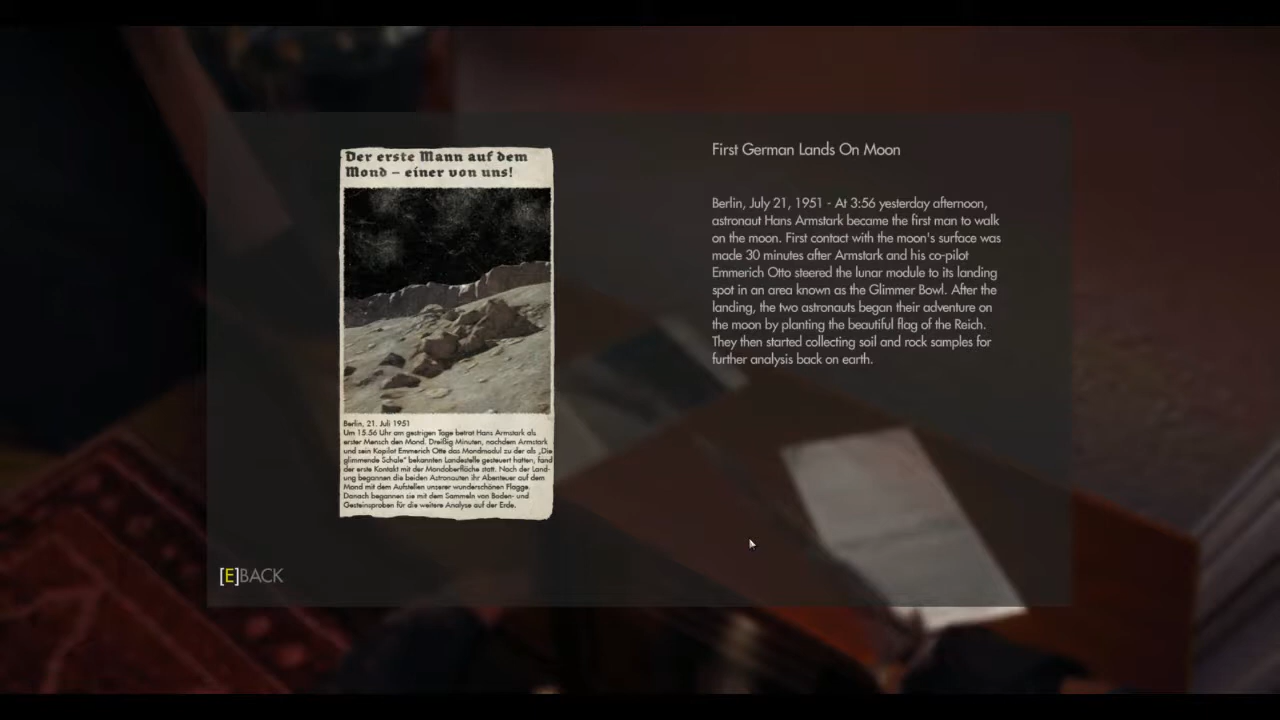 Der erste Mann auf dem
Mond – einer von uns!
Berlin, 21. Juli 1951
Um 15.56 Uhr am gestrigen Tage betrat Hans Armstark als
erster Mensch den Mond. Dreißig Minuten, nachdem Armstark
und sein Kopilot Emmerich Otto das Mondmodul zu der als „Die
glimmende Schale“ bekannten Landestelle gesteuert hatten, fand
der erste Kontakt mit der Mondoberfläche statt. Nach der Land-
ung begannen die beiden Astronauten ihr Abenteuer auf dem
Mond mit dem Aufstellen unserer wunderschönen Flagge.
Danach begannen sie mit dem Sammeln von Boden- und
Gesteinsproben für die weitere Analyse auf der Erde.
First German Lands On Moon
Berlin, July 21, 1951 - At 3:56 yesterday afternoon,
astronaut Hans Armstark became the first man to walk
on the moon. First contact with the moon's surface was
made 30 minutes after Armstark and his co-pilot
Emmerich Otto steered the lunar module to its landing
spot in an area known as the Glimmer Bowl. After the
landing, the two astronauts began their adventure on
the moon by planting the beautiful flag of the Reich.
They then started collecting soil and rock samples for
further analysis back on earth.
[E]BACK